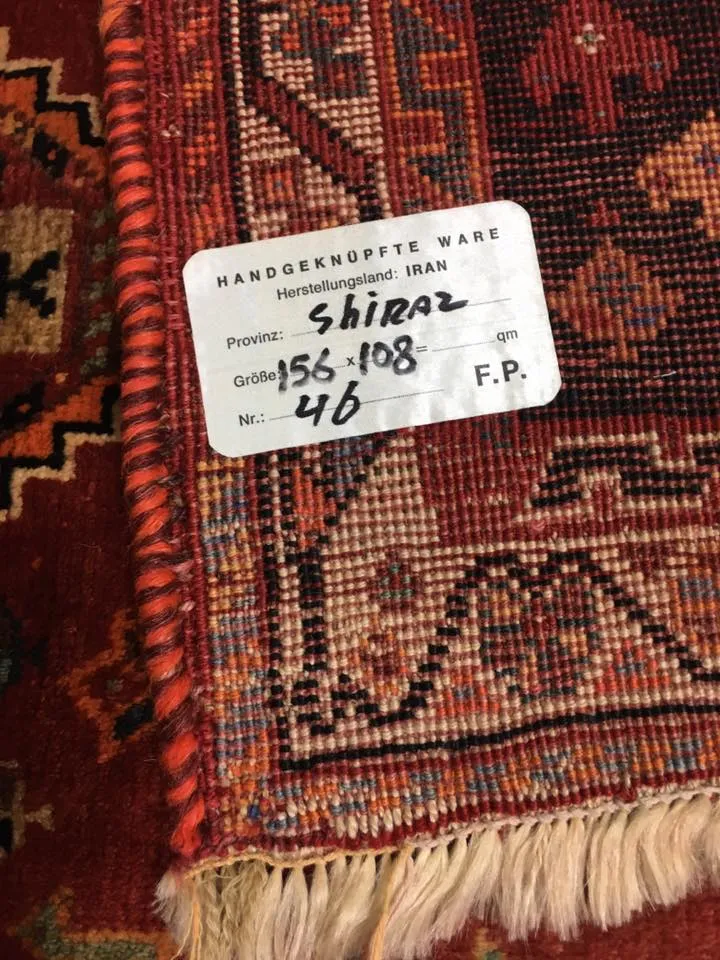 HANDGEKNÜPFTE WARE
Herstellungsland: IRAN
Provinz: ShiRAZ
Größe: 156 x 108 = qm
Nr.: 46 F.P.